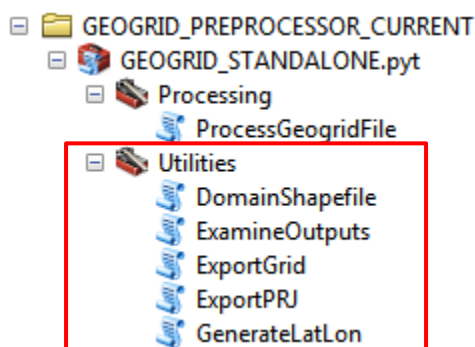 GEOGRID_PREPROCESSOR_CURRENT
GEOGRID_STANDALONE.pyt
Processing
ProcessGeogridFile
Utilities
DomainShapefile
ExamineOutputs
ExportGrid
ExportPRJ
GenerateLatLon